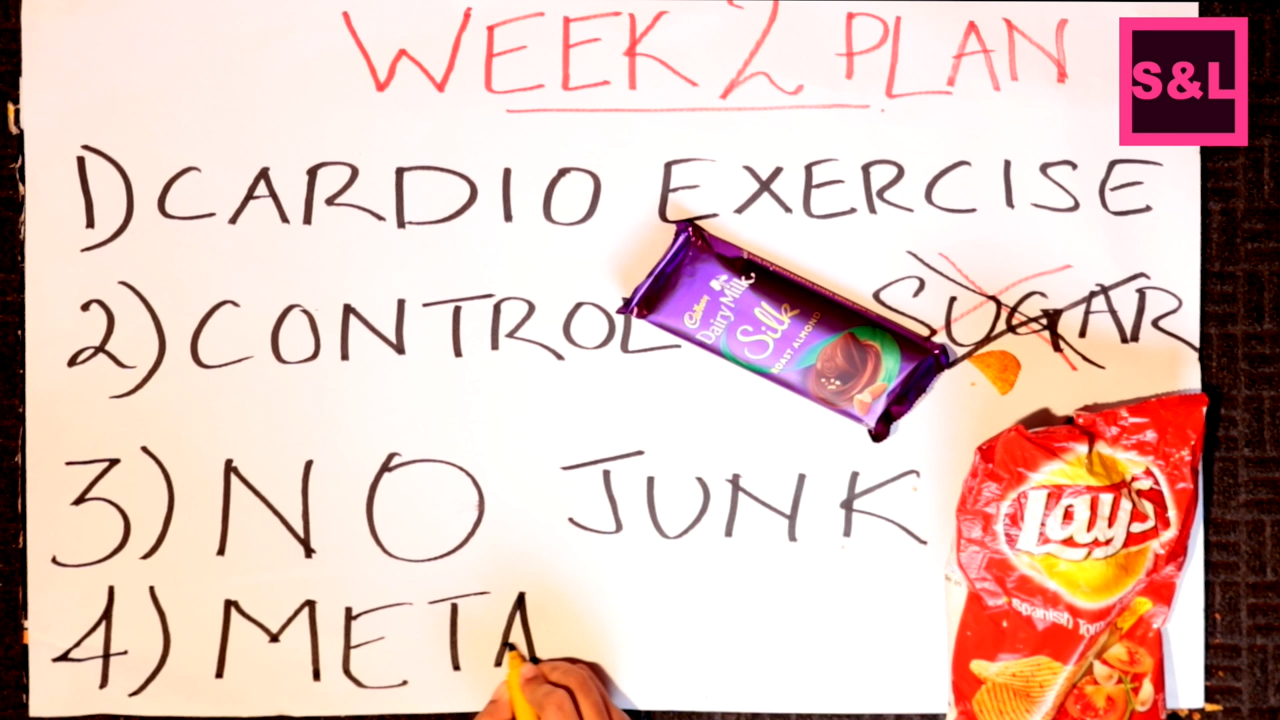 WEEK 2 PLAN
S&L
1) CARDIO EXERCISE
2) CONTROL SUGAR
Cadbury
Dairy Milk
Silk
ROAST ALMOND
3) NO JUNK
Lay's
4) META